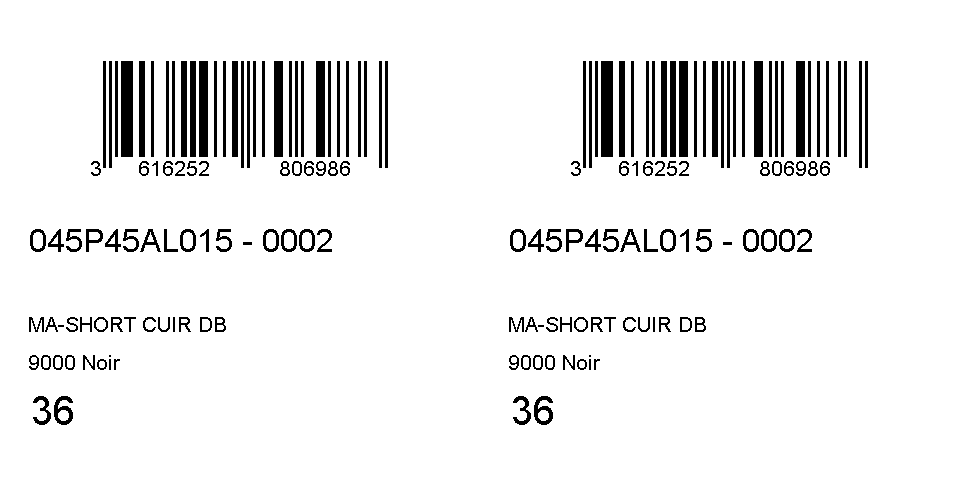 3 616252 806986
045P45AL015 - 0002
MA-SHORT CUIR DB
9000 Noir
36
3 616252 806986
045P45AL015 - 0002
MA-SHORT CUIR DB
9000 Noir
36